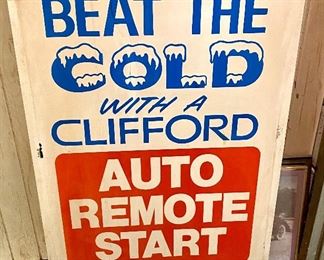 BEAT THE
COLD
WITH A
CLIFFORD
AUTO
REMOTE
START